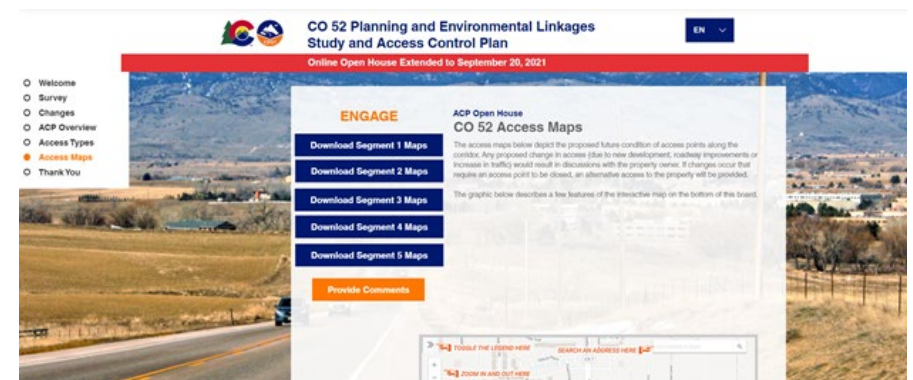 CO 52 Planning and Environmental Linkages
Study and Access Control Plan
EN
Online Open House Extended to September 20, 2021
Welcome
Survey
Changes
ACP Overview
Access Types
Access Maps
Thank You
ENGAGE
Download Segment 1 Maps
Download Segment 2 Maps
Download Segment 3 Maps
Download Segment 4 Maps
Download Segment 5 Maps
Provide Comments
ACP Open House
CO 52 Access Maps
The access maps below depict the proposed future condition of access points along the
corridor. Any proposed change in access (due to new development, roadway improvements or
increase in traffic) would result in discussions with the property owner. If changes occur that
require an access point to be closed, an alternative access to the property will be provided.
The graphic below describes a few features of the interactive map on the bottom of this board.
TOGGLE THE LEGEND HERE
SEARCH AN ADDRESS HERE
ZOOM IN AND OUT HERE